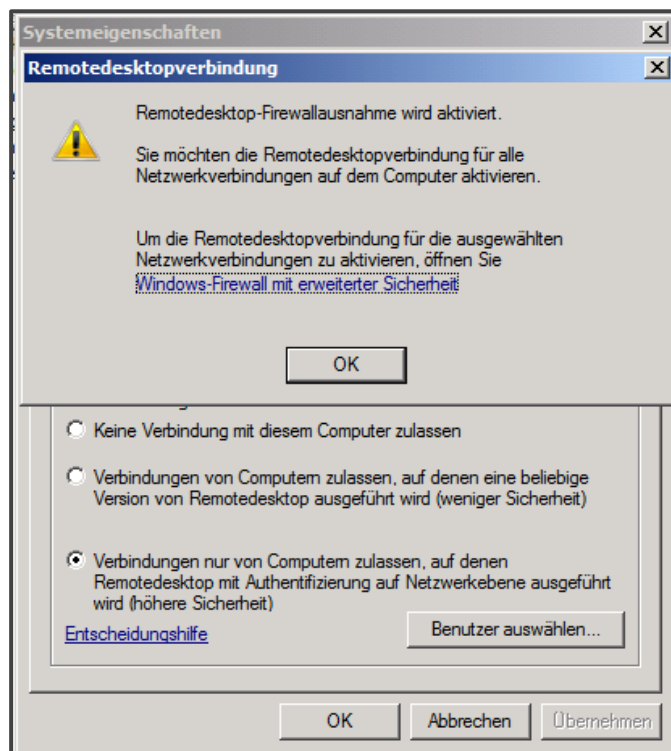 Systemeigenschaften
Remotedesktopverbindung
Remotedesktop-Firewallausnahme wird aktiviert.
Sie möchten die Remotedesktopverbindung für alle
Netzwerkverbindungen auf dem Computer aktivieren.
Um die Remotedesktopverbindung für die ausgewählten
Netzwerkverbindungen zu aktivieren, öffnen Sie
Windows-Firewall mit erweiterter Sicherheit
OK
Keine Verbindung mit diesem Computer zulassen
Verbindungen von Computern zulassen, auf denen eine beliebige
Version von Remotedesktop ausgeführt wird (weniger Sicherheit)
Verbindungen nur von Computern zulassen, auf denen
Remotedesktop mit Authentifizierung auf Netzwerkebene ausgeführt
wird (höhere Sicherheit)
Entscheidungshilfe
Benutzer auswählen...
OK
Abbrechen
Übernehmen